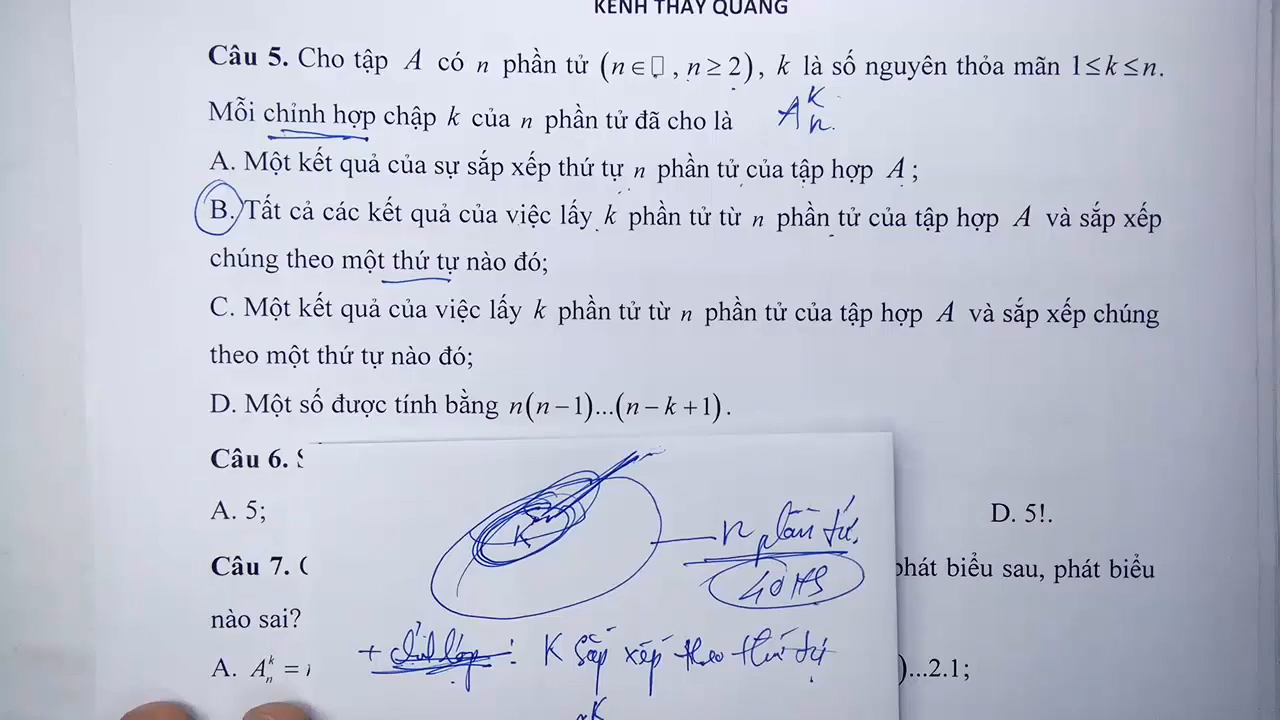 KÊNH THẦY QUANG
Câu 5. Cho tập A có n phần tử (n∈▯, n≥2), k là số nguyên thỏa mãn 1≤k≤n.
Mỗi chỉnh hợp chập k của n phần tử đã cho là A_n^k
A. Một kết quả của sự sắp xếp thứ tự n phần tử của tập hợp A;
B. Tất cả các kết quả của việc lấy k phần tử từ n phần tử của tập hợp A và sắp xếp
chúng theo một thứ tự nào đó;
C. Một kết quả của việc lấy k phần tử từ n phần tử của tập hợp A và sắp xếp chúng
theo một thứ tự nào đó;
D. Một số được tính bằng n(n−1)...(n−k+1).
Câu 6.
A. 5; D. 5!.
K n phần tử.
Câu 7. phát biểu sau, phát biểu
40 HS
nào sai?
+ chỉnh hợp: K sắp xếp theo thứ tự
A. A_n^k = )...2.1;
K